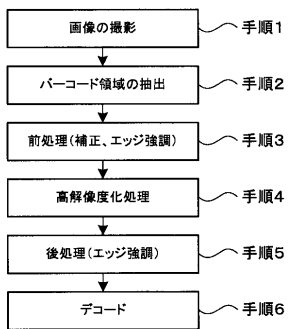 画像の撮影 手順1
バーコード領域の抽出 手順2
前処理(補正、エッジ強調) 手順3
高解像度化処理 手順4
後処理(エッジ強調) 手順5
デコード 手順6